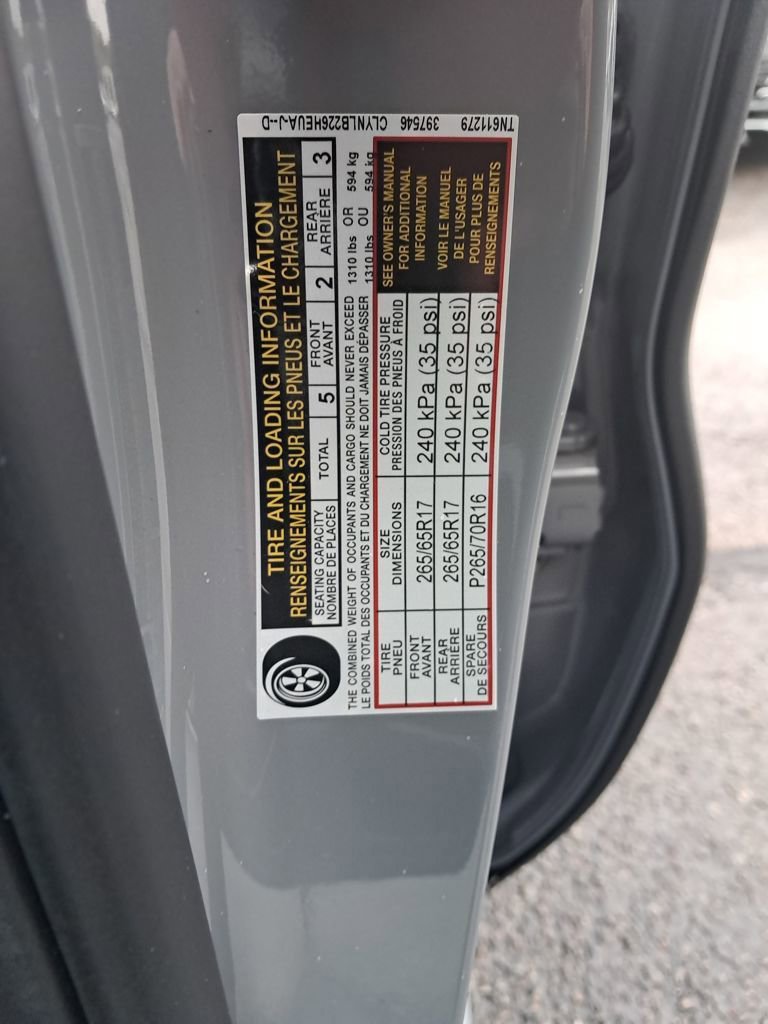 TIRE AND LOADING INFORMATION
RENSEIGNEMENTS SUR LES PNEUS ET LE CHARGEMENT
SEATING CAPACITY
NOMBRE DE PLACES
TOTAL
5
FRONT
AVANT
2
REAR
ARRIÈRE
3
THE COMBINED WEIGHT OF OCCUPANTS AND CARGO SHOULD NEVER EXCEED 1310 lbs OR 594 kg
LE POIDS TOTAL DES OCCUPANTS ET DU CHARGEMENT NE DOIT JAMAIS DÉPASSER 1310 lbs OU 594 kg
TIRE
PNEU
SIZE
DIMENSIONS
COLD TIRE PRESSURE
PRESSION DES PNEUS À FROID
FRONT
AVANT
265/65R17
240 kPa (35 psi)
REAR
ARRIÈRE
265/65R17
240 kPa (35 psi)
SPARE
DE SECOURS
P265/70R16
240 kPa (35 psi)
SEE OWNER'S MANUAL
FOR ADDITIONAL
INFORMATION
VOIR LE MANUEL
DE L'USAGER
POUR PLUS DE
RENSEIGNEMENTS
TN611279 397546 CLYNLB226HEUAJ--D